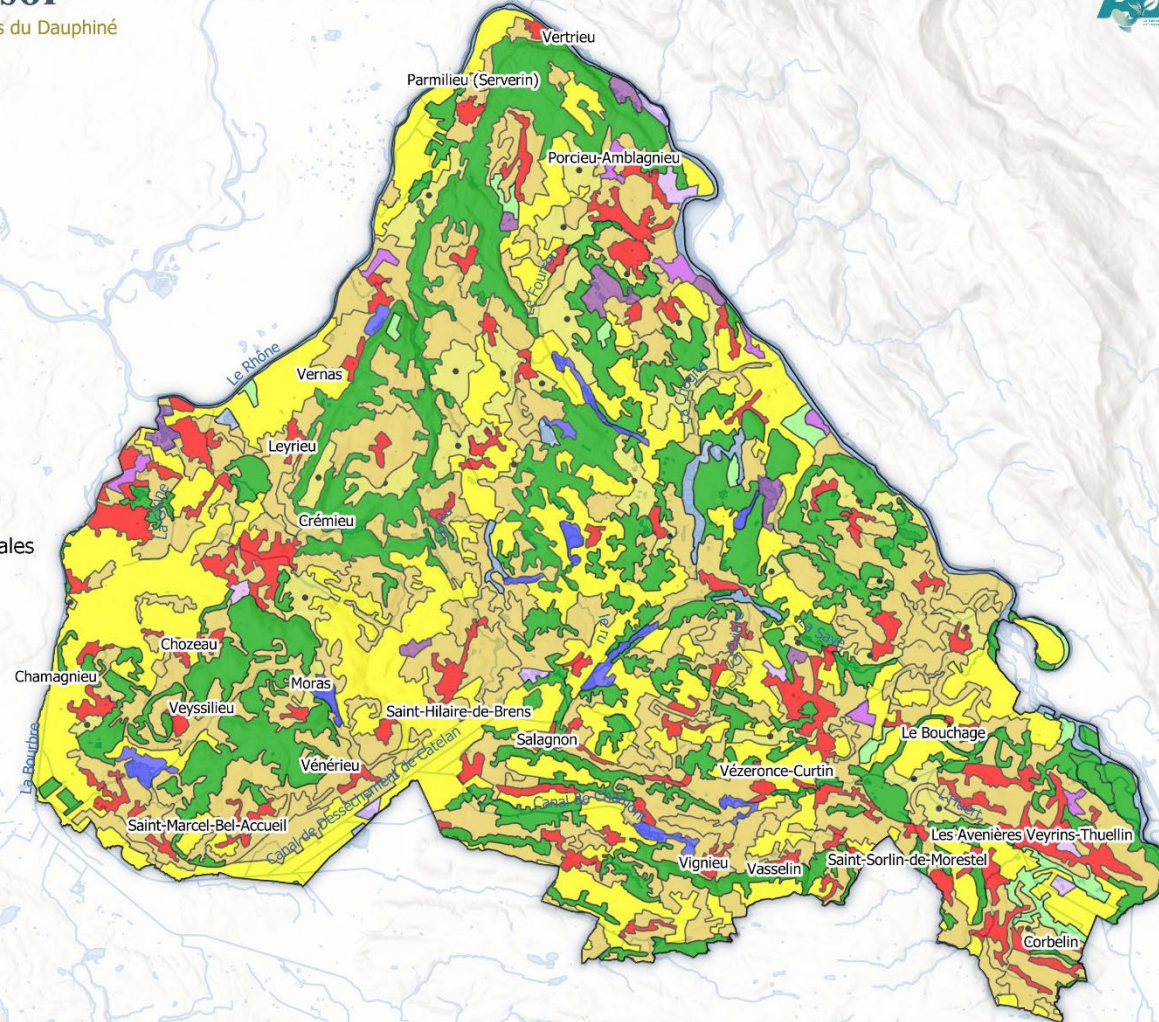 s du Dauphiné
Vertrieu
Parmilieu (Serverin)
Porcieu-Amblagnieu
Le Rhône
Vernas
Leyrieu
Crémieu
ales
La Save
Chozeau
Chamagnieu
Moras
Veyssilieu
Saint-Hilaire-de-Brens
Le Bouchage
La Bourbre
Salagnon
Vénérieu
Vézeronce-Curtin
Canal de Dessèchement de Catelan
Saint-Marcel-Bel-Accueil
Les Avenières Veyrins-Thuellin
Saint-Sorlin-de-Morestel
Vignieu
Vasselin
Corbelin